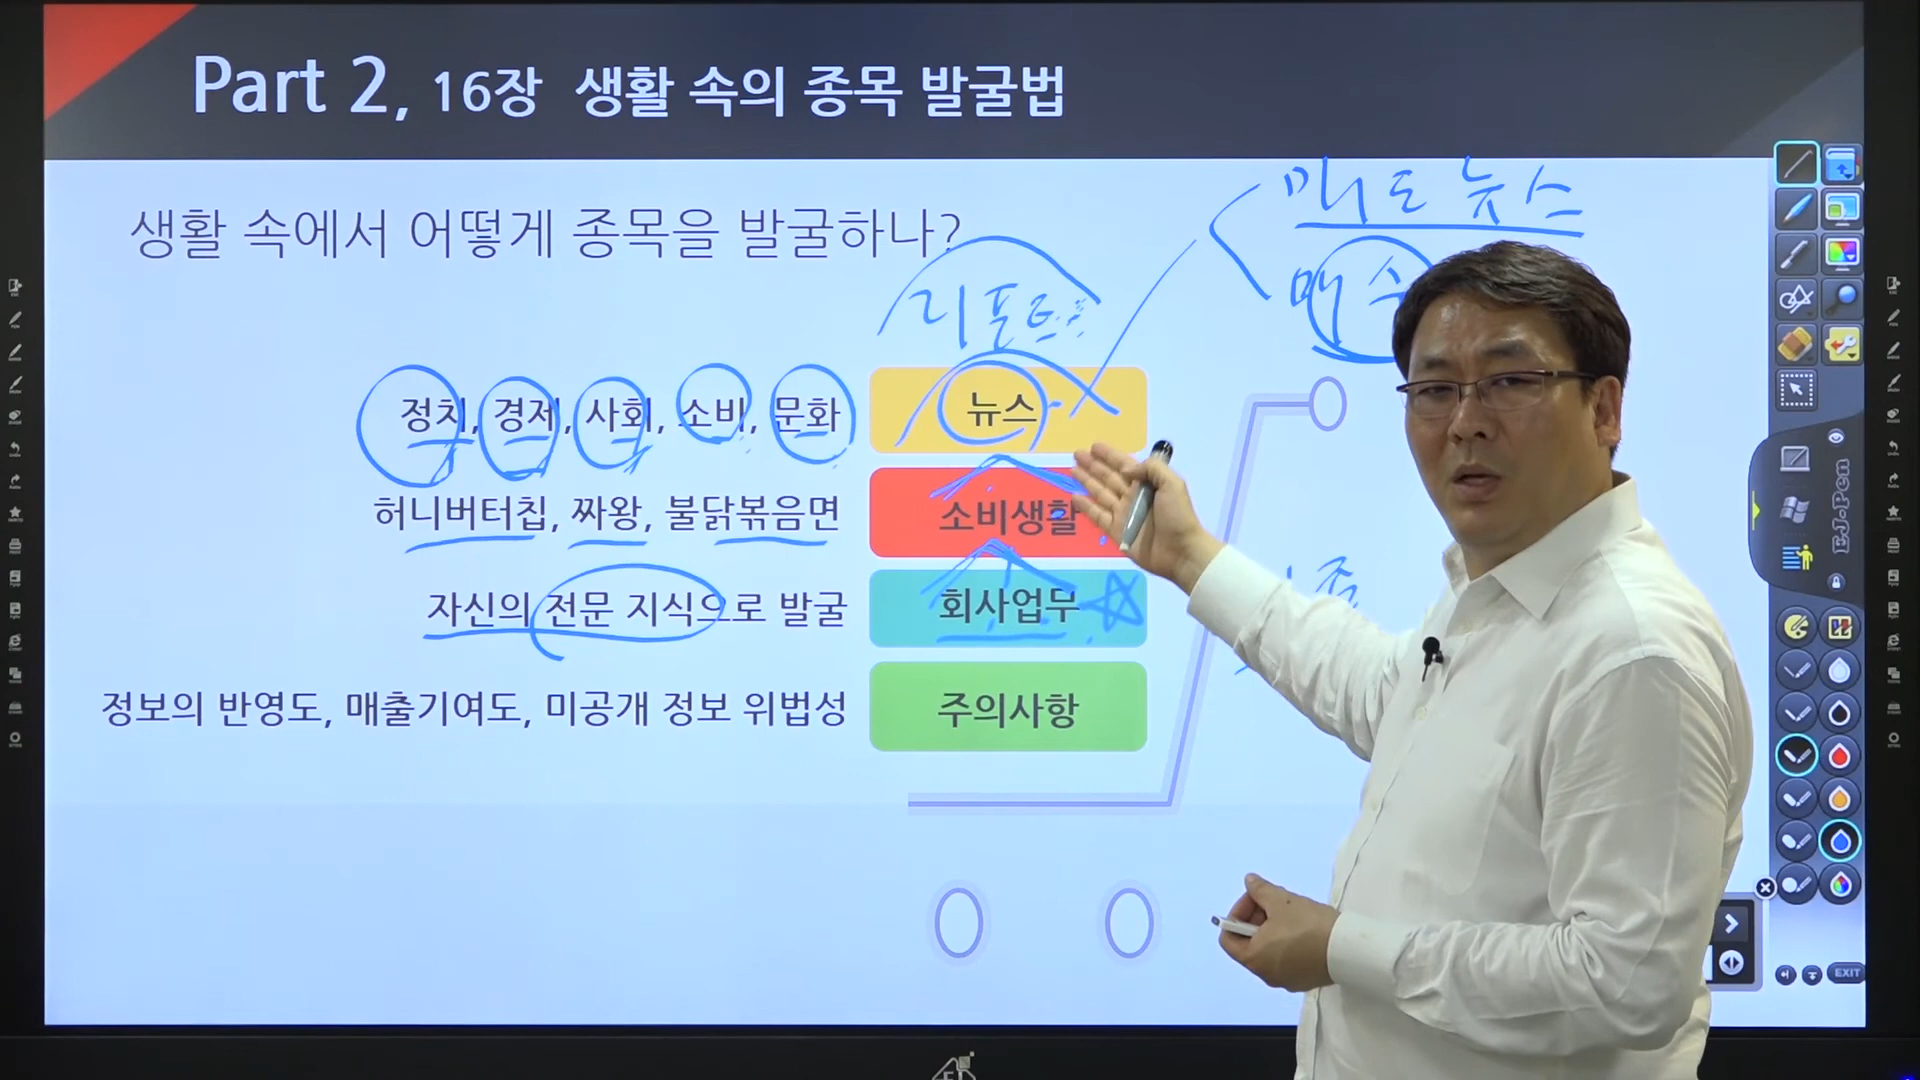 Part 2, 16장 생활 속의 종목 발굴법
생활 속에서 어떻게 종목을 발굴하나?
매도 뉴스
매수
리포트
정치, 경제, 사회, 소비, 문화 뉴스
허니버터칩, 짜왕, 불닭볶음면 소비생활
자신의 전문 지식으로 발굴 회사업무
정보의 반영도, 매출기여도, 미공개 정보 위법성 주의사항
E-J-Pen
EXIT